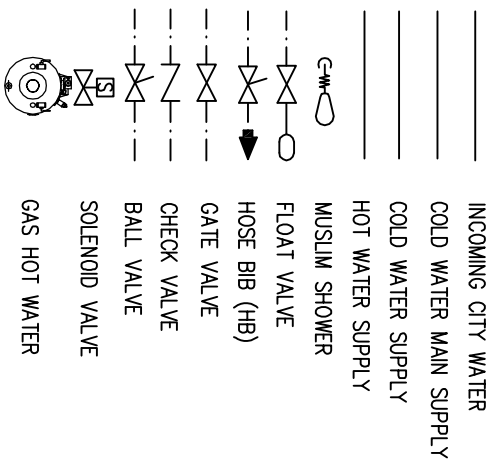 INCOMING CITY WATER
COLD WATER MAIN SUPPLY
COLD WATER SUPPLY
HOT WATER SUPPLY
MUSLIM SHOWER
FLOAT VALVE
HOSE BIB (HB)
GATE VALVE
CHECK VALVE
BALL VALVE
S
SOLENOID VALVE
GAS HOT WATER